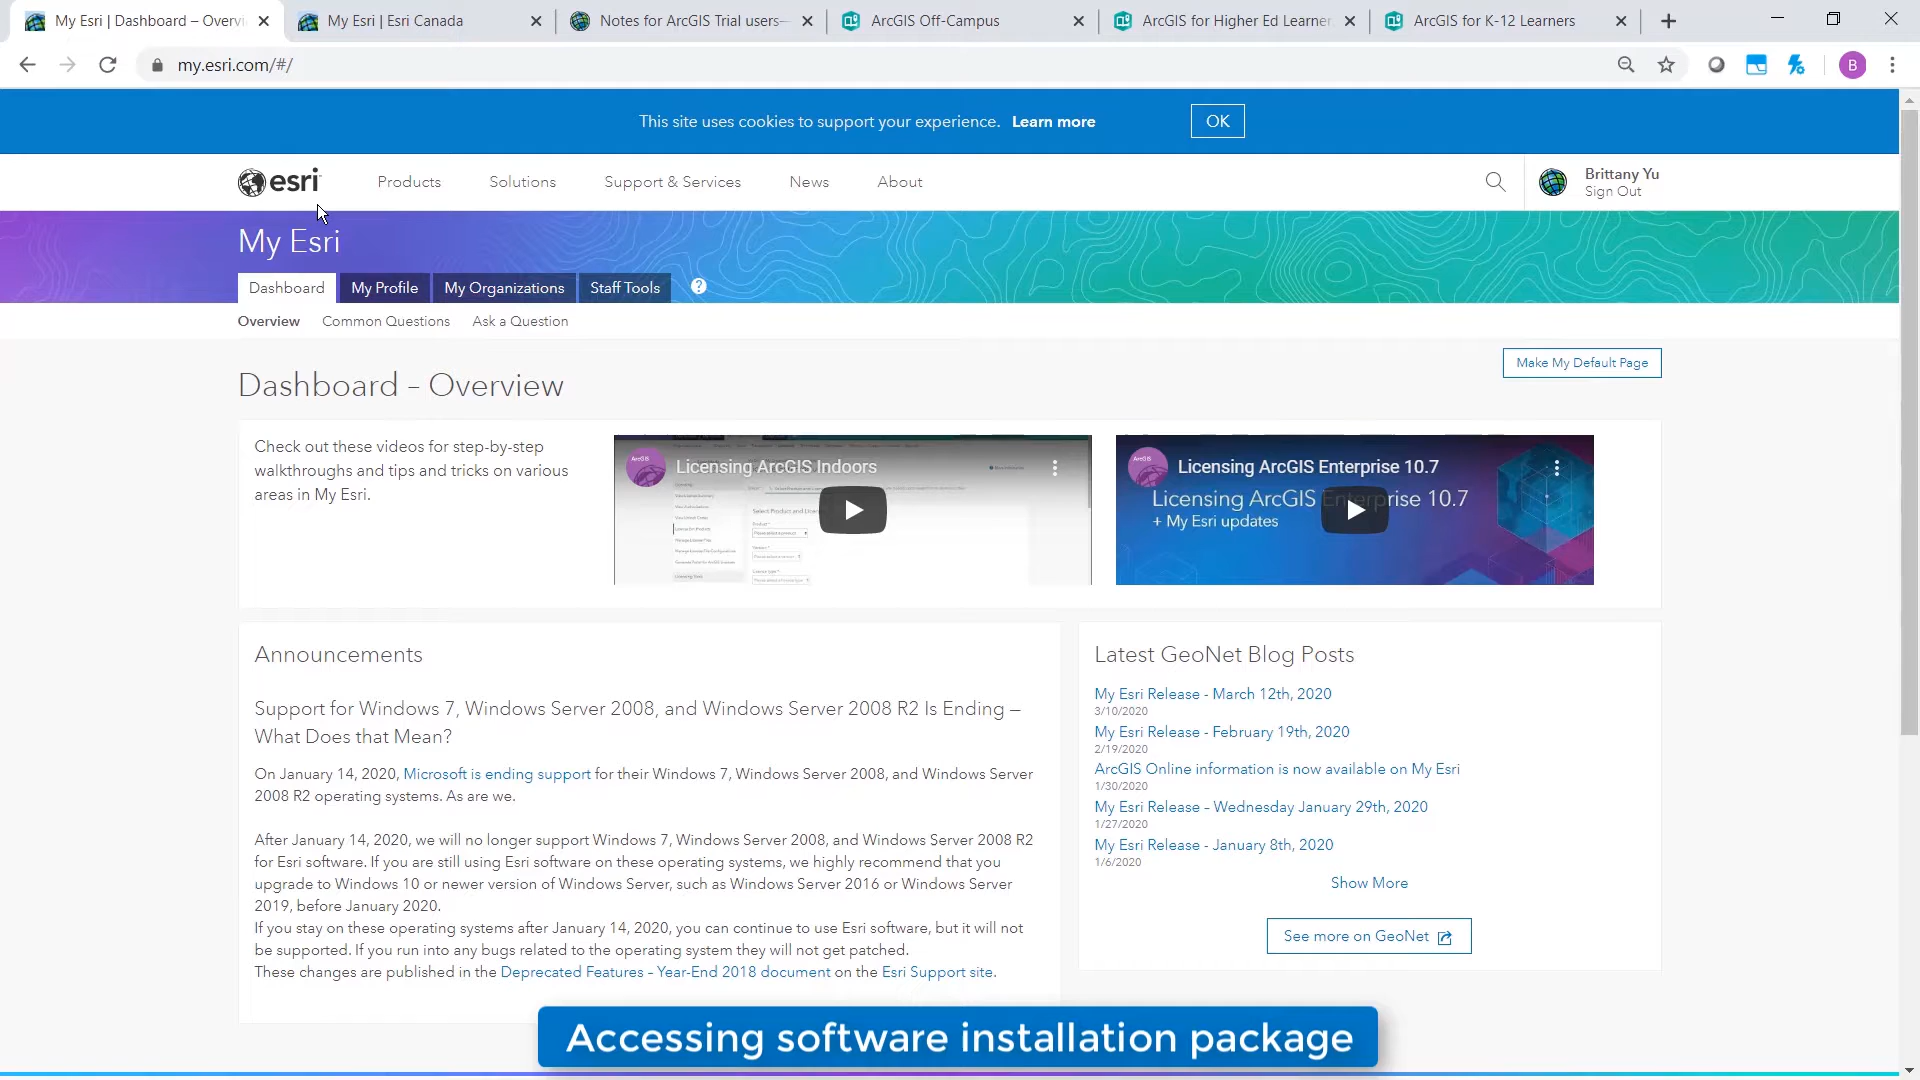 My Esri | Dashboard – Overvi
My Esri | Esri Canada
Notes for ArcGIS Trial users—
ArcGIS Off-Campus
ArcGIS for Higher Ed Learner
ArcGIS for K-12 Learners
my.esri.com/#/
B
This site uses cookies to support your experience. Learn more
OK
esri
Products
Solutions
Support & Services
News
About
Brittany Yu
Sign Out
My Esri
Dashboard
My Profile
My Organizations
Staff Tools
?
Overview
Common Questions
Ask a Question
Make My Default Page
Dashboard – Overview
Check out these videos for step-by-step
walkthroughs and tips and tricks on various
areas in My Esri.
ArcGIS
Licensing ArcGIS Indoors
Select Product and Licen
ArcGIS
Licensing ArcGIS Enterprise 10.7
Licensing ArcGIS Enterprise 10.7
+ My Esri updates
Announcements
Support for Windows 7, Windows Server 2008, and Windows Server 2008 R2 Is Ending —
What Does that Mean?
On January 14, 2020, Microsoft is ending support for their Windows 7, Windows Server 2008, and Windows Server
2008 R2 operating systems. As are we.
After January 14, 2020, we will no longer support Windows 7, Windows Server 2008, and Windows Server 2008 R2
for Esri software. If you are still using Esri software on these operating systems, we highly recommend that you
upgrade to Windows 10 or newer version of Windows Server, such as Windows Server 2016 or Windows Server
2019, before January 2020.
If you stay on these operating systems after January 14, 2020, you can continue to use Esri software, but it will not
be supported. If you run into any bugs related to the operating system they will not get patched.
These changes are published in the Deprecated Features – Year-End 2018 document on the Esri Support site.
Latest GeoNet Blog Posts
My Esri Release - March 12th, 2020
3/10/2020
My Esri Release - February 19th, 2020
2/19/2020
ArcGIS Online information is now available on My Esri
1/30/2020
My Esri Release – Wednesday January 29th, 2020
1/27/2020
My Esri Release - January 8th, 2020
1/6/2020
Show More
See more on GeoNet
Accessing software installation package